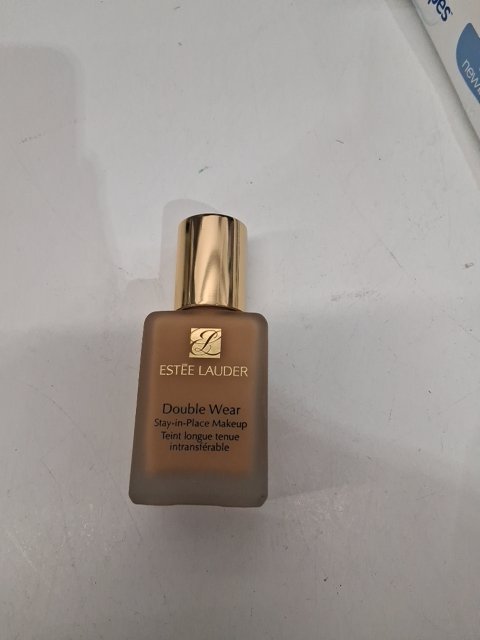 ESTĒE LAUDER
Double Wear
Stay-in-Place Makeup
Teint longue tenue
intransférable